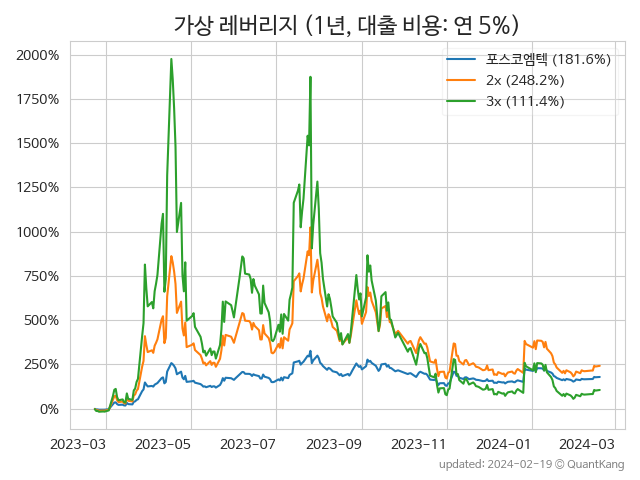 가상 레버리지 (1년, 대출 비용: 연 5%)
2000%
1750%
1500%
1250%
1000%
750%
500%
250%
0%
포스코엠텍 (181.6%)
2x (248.2%)
3x (111.4%)
2023-03 2023-05 2023-07 2023-09 2023-11 2024-01 2024-03
updated: 2024-02-19 © QuantKang